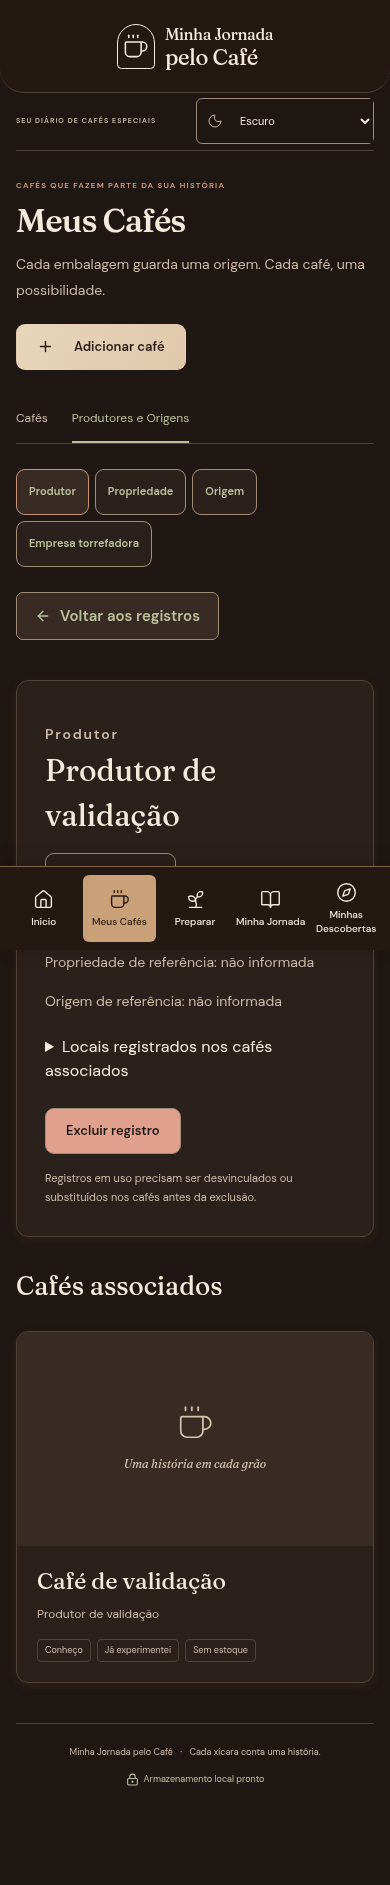 Minha Jornada
pelo Café
SEU DIÁRIO DE CAFÉS ESPECIAIS
Escuro
CAFÉS QUE FAZEM PARTE DA SUA HISTÓRIA
Meus Cafés
Cada embalagem guarda uma origem. Cada café, uma
possibilidade.
Adicionar café
Cafés
Produtores e Origens
Produtor
Propriedade
Origem
Empresa torrefadora
Voltar aos registros
Produtor
Produtor de
validação
Início
Meus Cafés
Preparar
Minha Jornada
Minhas
Descobertas
Propriedade de referência: não informada
Origem de referência: não informada
Locais registrados nos cafés
associados
Excluir registro
Registros em uso precisam ser desvinculados ou
substituídos nos cafés antes da exclusão.
Cafés associados
Uma história em cada grão
Café de validação
Produtor de validação
Conheço
Já experimentei
Sem estoque
Minha Jornada pelo Café · Cada xícara conta uma história.
Armazenamento local pronto